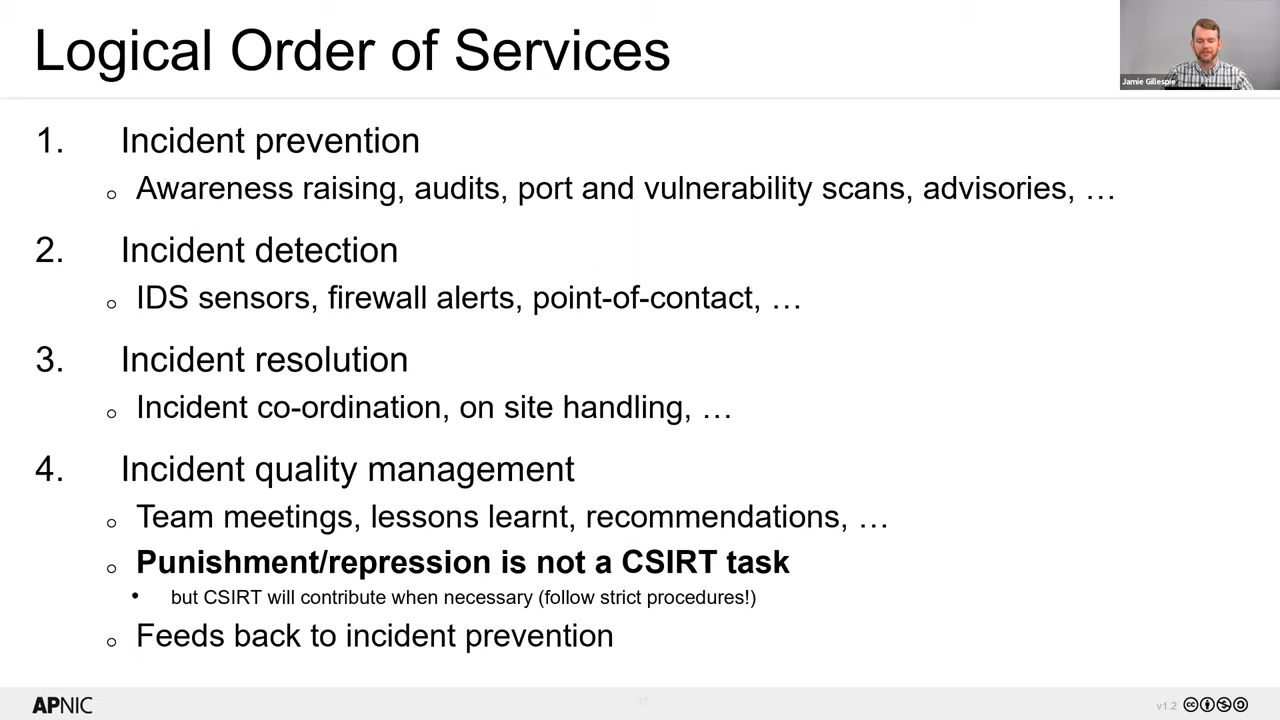 Logical Order of Services
Jamie Gillespie
1. Incident prevention
o Awareness raising, audits, port and vulnerability scans, advisories, …
2. Incident detection
o IDS sensors, firewall alerts, point-of-contact, …
3. Incident resolution
o Incident co-ordination, on site handling, …
4. Incident quality management
o Team meetings, lessons learnt, recommendations, …
o Punishment/repression is not a CSIRT task
• but CSIRT will contribute when necessary (follow strict procedures!)
o Feeds back to incident prevention
APNIC
v1.2